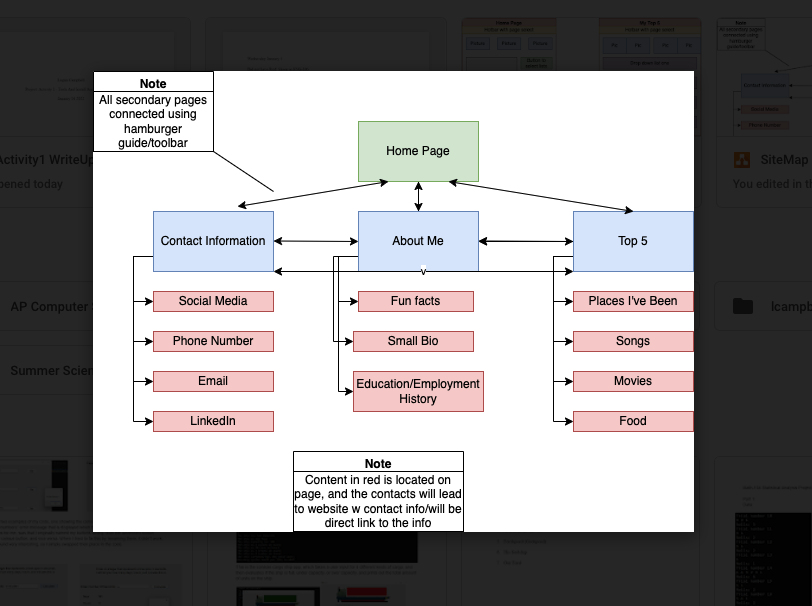 Note
All secondary pages
connected using
hamburger
guide/toolbar
Home Page
Contact Information
About Me
Top 5
v
Social Media
Phone Number
Email
LinkedIn
Fun facts
Small Bio
Education/Employment
History
Places I've Been
Songs
Movies
Food
Note
Content in red is located on
page, and the contacts will lead
to website w contact info/will be
direct link to the info
Activity1 WriteUp
opened today
AP Computer
Summer Scien
SiteMap
You edited in th
lcampb